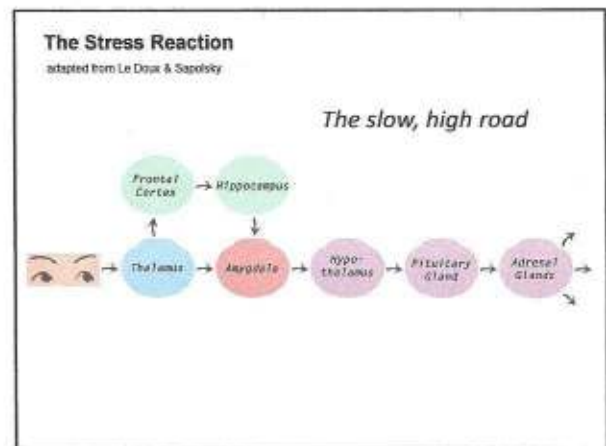 The Stress Reaction
adapted from Le Doux & Sapolsky
The slow, high road
Frontal
Cortex
Hippocampus
Thalamus
Amygdala
Hypo-
thalamus
Pituitary
Gland
Adrenal
Glands